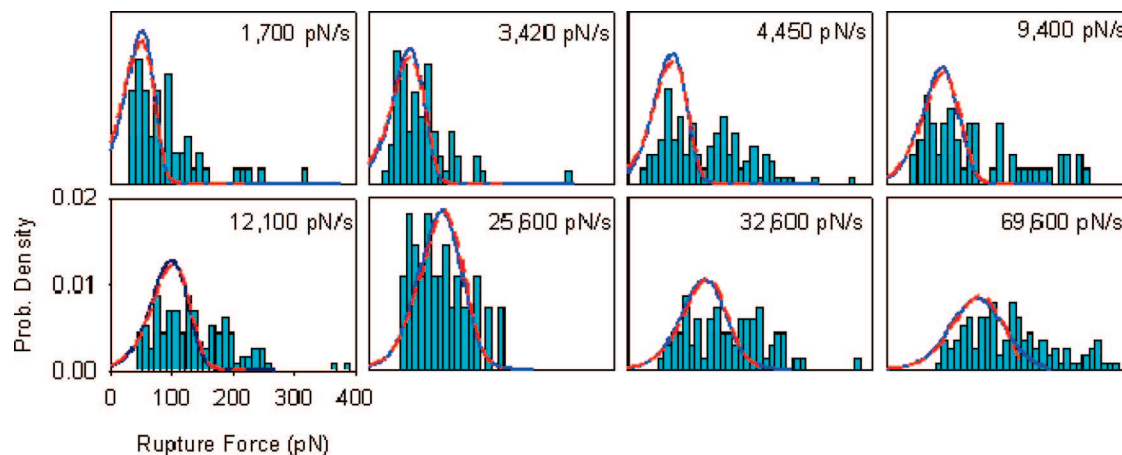 1,700 pN/s
3,420 pN/s
4,450 pN/s
9,400 pN/s
12,100 pN/s
25,600 pN/s
32,600 pN/s
69,600 pN/s
Prob. Density
0.02
0.01
0.00
0 100 200 300 400
Rupture Force (pN)